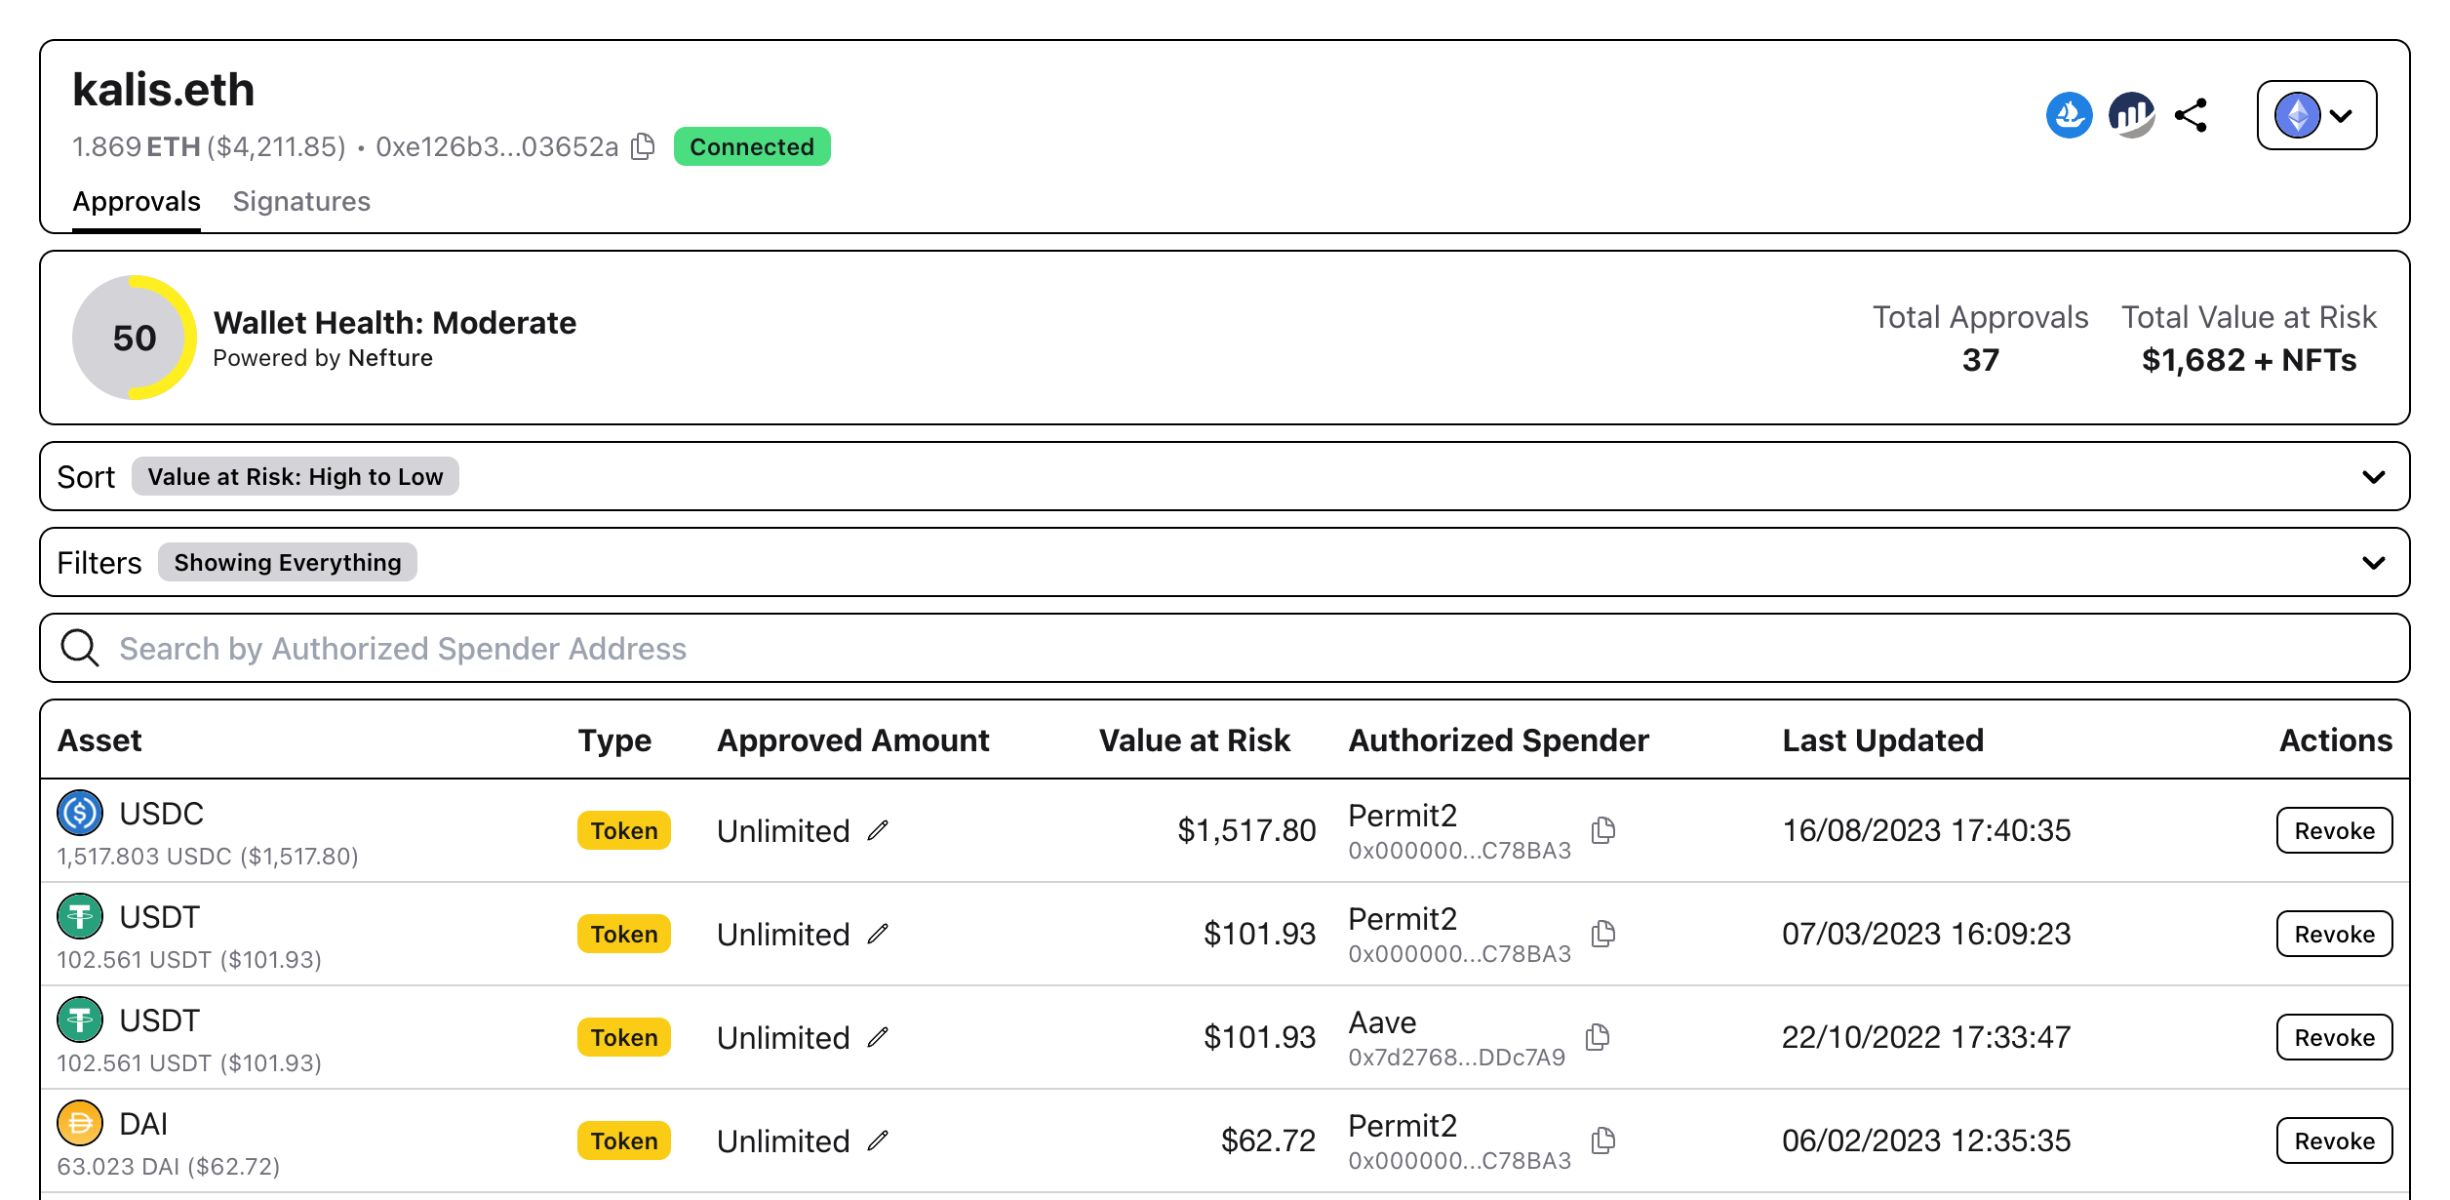 kalis.eth
1.869 ETH ($4,211.85) • 0xe126b3...03652a Connected
Approvals Signatures
50
Wallet Health: Moderate
Powered by Nefture
Total Approvals Total Value at Risk
37 $1,682 + NFTs
Sort Value at Risk: High to Low
Filters Showing Everything
Search by Authorized Spender Address
Asset Type Approved Amount Value at Risk Authorized Spender Last Updated Actions
USDC Token Unlimited $1,517.80 Permit2 16/08/2023 17:40:35 Revoke
1,517.803 USDC ($1,517.80) 0x000000...C78BA3
USDT Token Unlimited $101.93 Permit2 07/03/2023 16:09:23 Revoke
102.561 USDT ($101.93) 0x000000...C78BA3
USDT Token Unlimited $101.93 Aave 22/10/2022 17:33:47 Revoke
102.561 USDT ($101.93) 0x7d2768...DDc7A9
DAI Token Unlimited $62.72 Permit2 06/02/2023 12:35:35 Revoke
63.023 DAI ($62.72) 0x000000...C78BA3